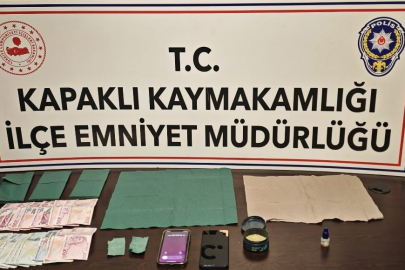 T.C.
KAPAKLI KAYMAKAMLIĞI
İLÇE EMNİYET MÜDÜRLÜĞÜ
POLİS